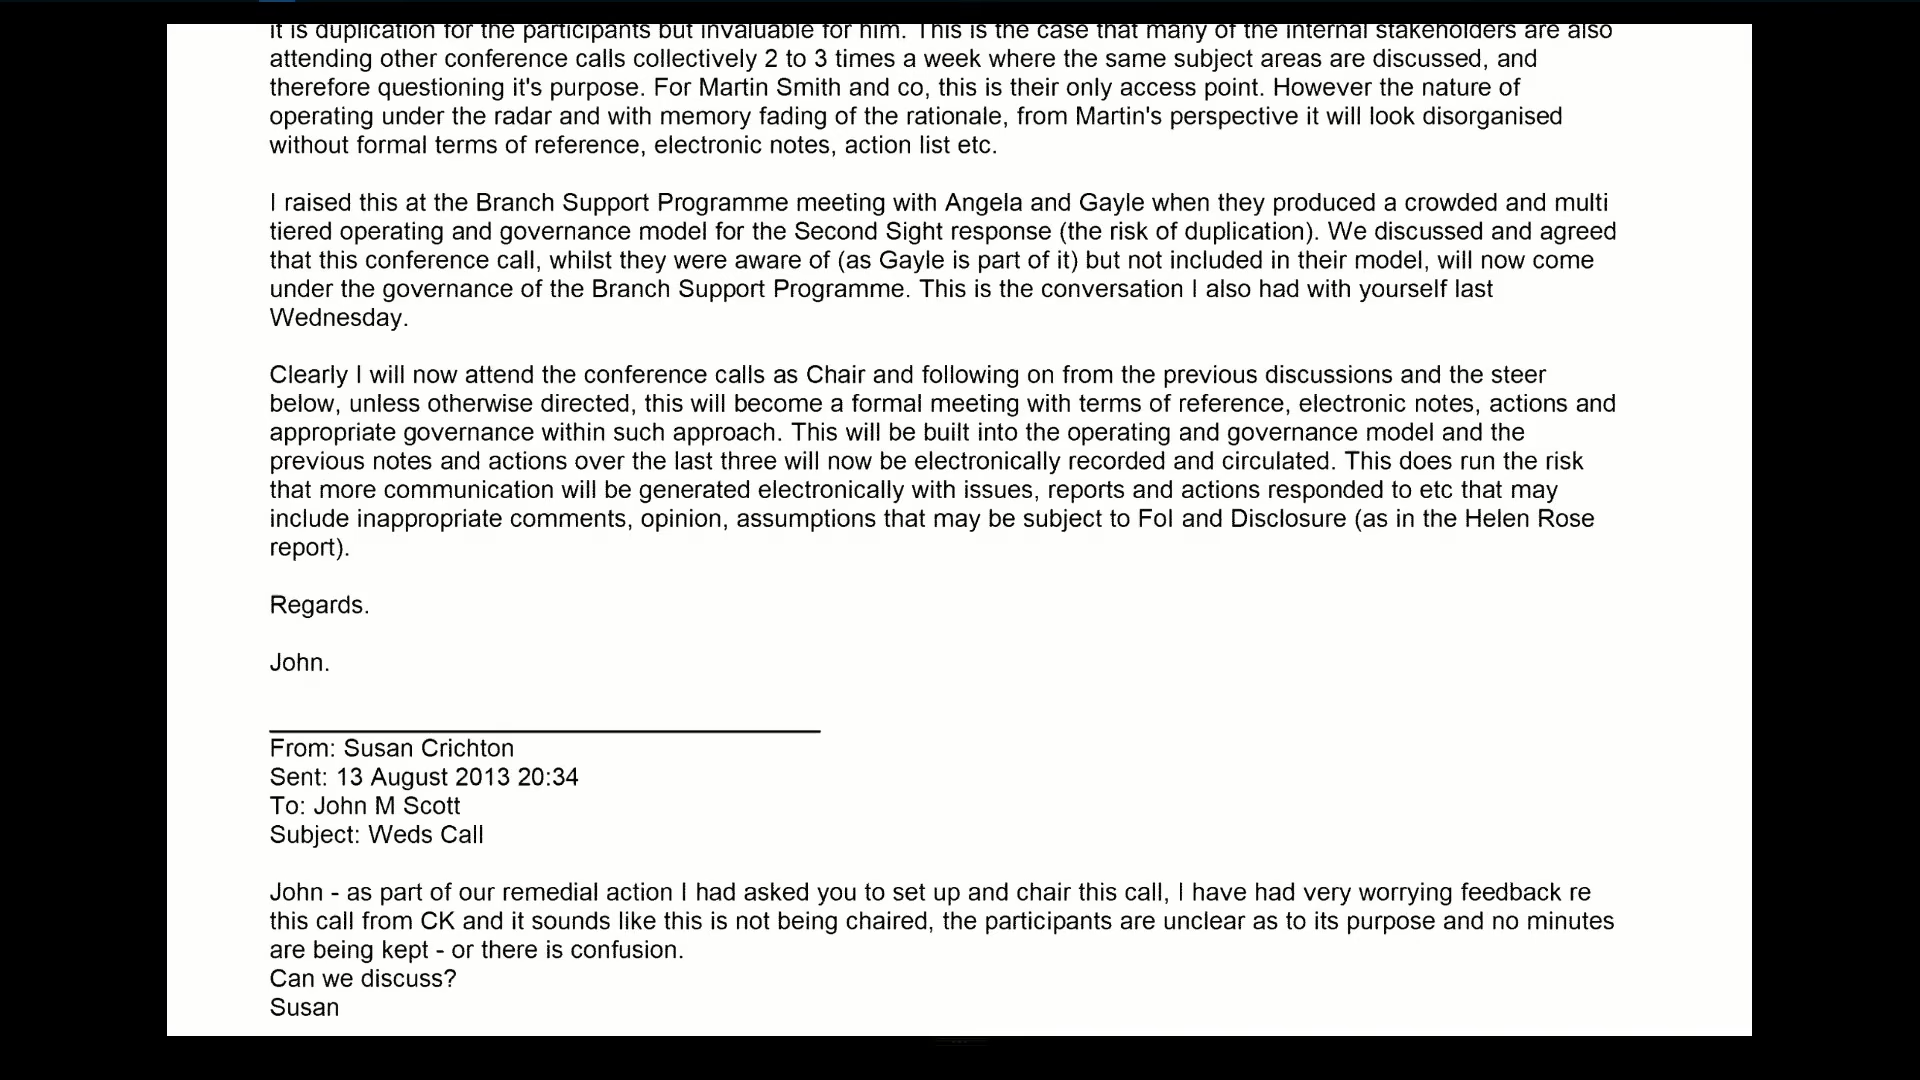 it is duplication for the participants but invaluable for him. This is the case that many of the internal stakeholders are also
attending other conference calls collectively 2 to 3 times a week where the same subject areas are discussed, and
therefore questioning it's purpose. For Martin Smith and co, this is their only access point. However the nature of
operating under the radar and with memory fading of the rationale, from Martin's perspective it will look disorganised
without formal terms of reference, electronic notes, action list etc.
I raised this at the Branch Support Programme meeting with Angela and Gayle when they produced a crowded and multi
tiered operating and governance model for the Second Sight response (the risk of duplication). We discussed and agreed
that this conference call, whilst they were aware of (as Gayle is part of it) but not included in their model, will now come
under the governance of the Branch Support Programme. This is the conversation I also had with yourself last
Wednesday.
Clearly I will now attend the conference calls as Chair and following on from the previous discussions and the steer
below, unless otherwise directed, this will become a formal meeting with terms of reference, electronic notes, actions and
appropriate governance within such approach. This will be built into the operating and governance model and the
previous notes and actions over the last three will now be electronically recorded and circulated. This does run the risk
that more communication will be generated electronically with issues, reports and actions responded to etc that may
include inappropriate comments, opinion, assumptions that may be subject to FoI and Disclosure (as in the Helen Rose
report).
Regards.
John.
From: Susan Crichton
Sent: 13 August 2013 20:34
To: John M Scott
Subject: Weds Call
John - as part of our remedial action I had asked you to set up and chair this call, I have had very worrying feedback re
this call from CK and it sounds like this is not being chaired, the participants are unclear as to its purpose and no minutes
are being kept - or there is confusion.
Can we discuss?
Susan